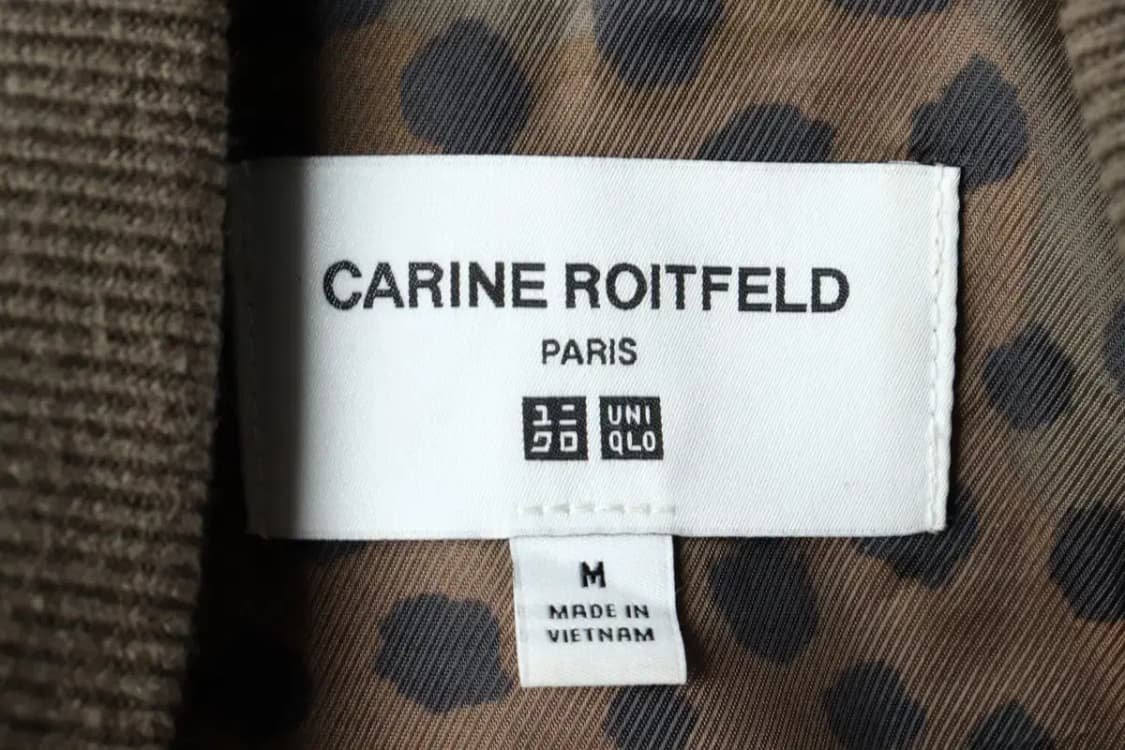 CARINE ROITFELD
PARIS
ユニ
クロ
UNI
QLO
M
MADE IN
VIETNAM